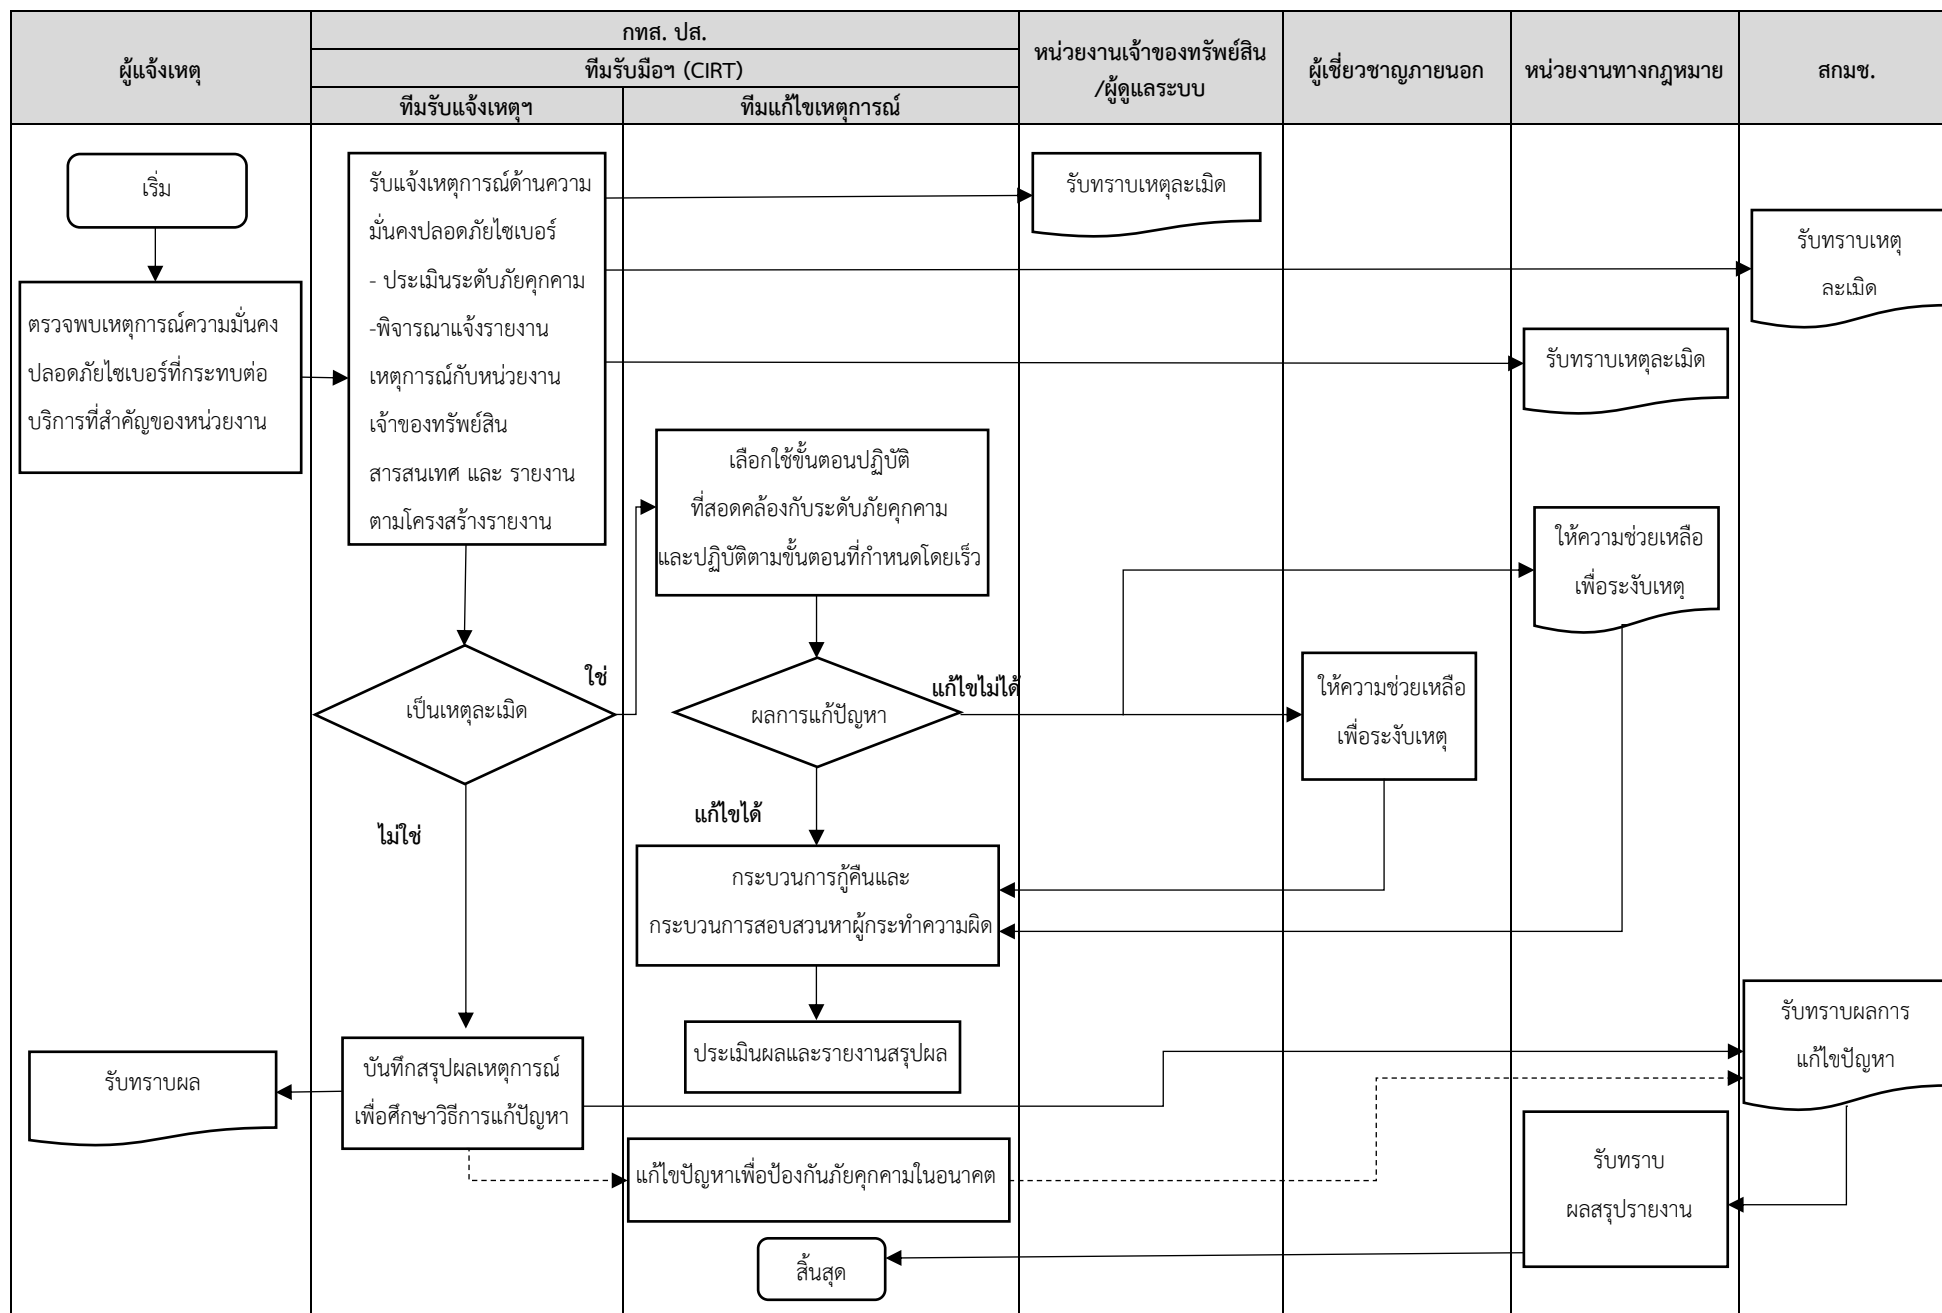 ผู้แจ้งเหตุ
กทส. ปส.
ทีมรับมือฯ (CIRT)
ทีมรับแจ้งเหตุฯ
ทีมแก้ไขเหตุการณ์
หน่วยงานเจ้าของทรัพย์สิน
/ผู้ดูแลระบบ
ผู้เชี่ยวชาญภายนอก
หน่วยงานทางกฎหมาย
สกมช.
เริ่ม
ตรวจพบเหตุการณ์ความมั่นคง
ปลอดภัยไซเบอร์ที่กระทบต่อ
บริการที่สำคัญของหน่วยงาน
รับแจ้งเหตุการณ์ด้านความ
มั่นคงปลอดภัยไซเบอร์
- ประเมินระดับภัยคุกคาม
-พิจารณาแจ้งรายงาน
เหตุการณ์กับหน่วยงาน
เจ้าของทรัพย์สิน
สารสนเทศ และ รายงาน
ตามโครงสร้างรายงาน
รับทราบเหตุละเมิด
รับทราบเหตุ
ละเมิด
รับทราบเหตุละเมิด
เลือกใช้ขั้นตอนปฏิบัติ
ที่สอดคล้องกับระดับภัยคุกคาม
และปฏิบัติตามขั้นตอนที่กำหนดโดยเร็ว
ให้ความช่วยเหลือ
เพื่อระงับเหตุ
เป็นเหตุละเมิด
ใช่
ไม่ใช่
ผลการแก้ปัญหา
แก้ไขไม่ได้
แก้ไขได้
ให้ความช่วยเหลือ
เพื่อระงับเหตุ
กระบวนการกู้คืนและ
กระบวนการสอบสวนหาผู้กระทำความผิด
ประเมินผลและรายงานสรุปผล
รับทราบผลการ
แก้ไขปัญหา
รับทราบผล
บันทึกสรุปผลเหตุการณ์
เพื่อศึกษาวิธีการแก้ปัญหา
แก้ไขปัญหาเพื่อป้องกันภัยคุกคามในอนาคต
รับทราบ
ผลสรุปรายงาน
สิ้นสุด